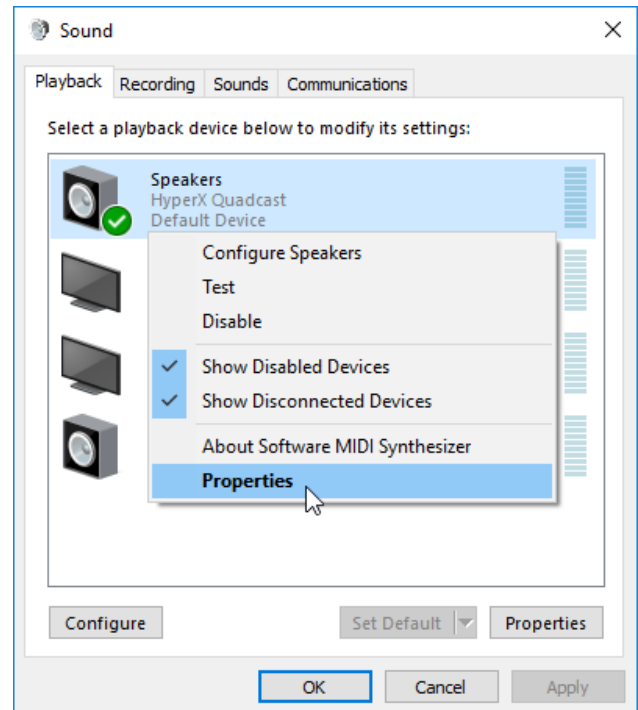 Sound
Playback Recording Sounds Communications
Select a playback device below to modify its settings:
Speakers
HyperX Quadcast
Default Device
Configure Speakers
Test
Disable
Show Disabled Devices
Show Disconnected Devices
About Software MIDI Synthesizer
Properties
Configure Set Default Properties
OK Cancel Apply